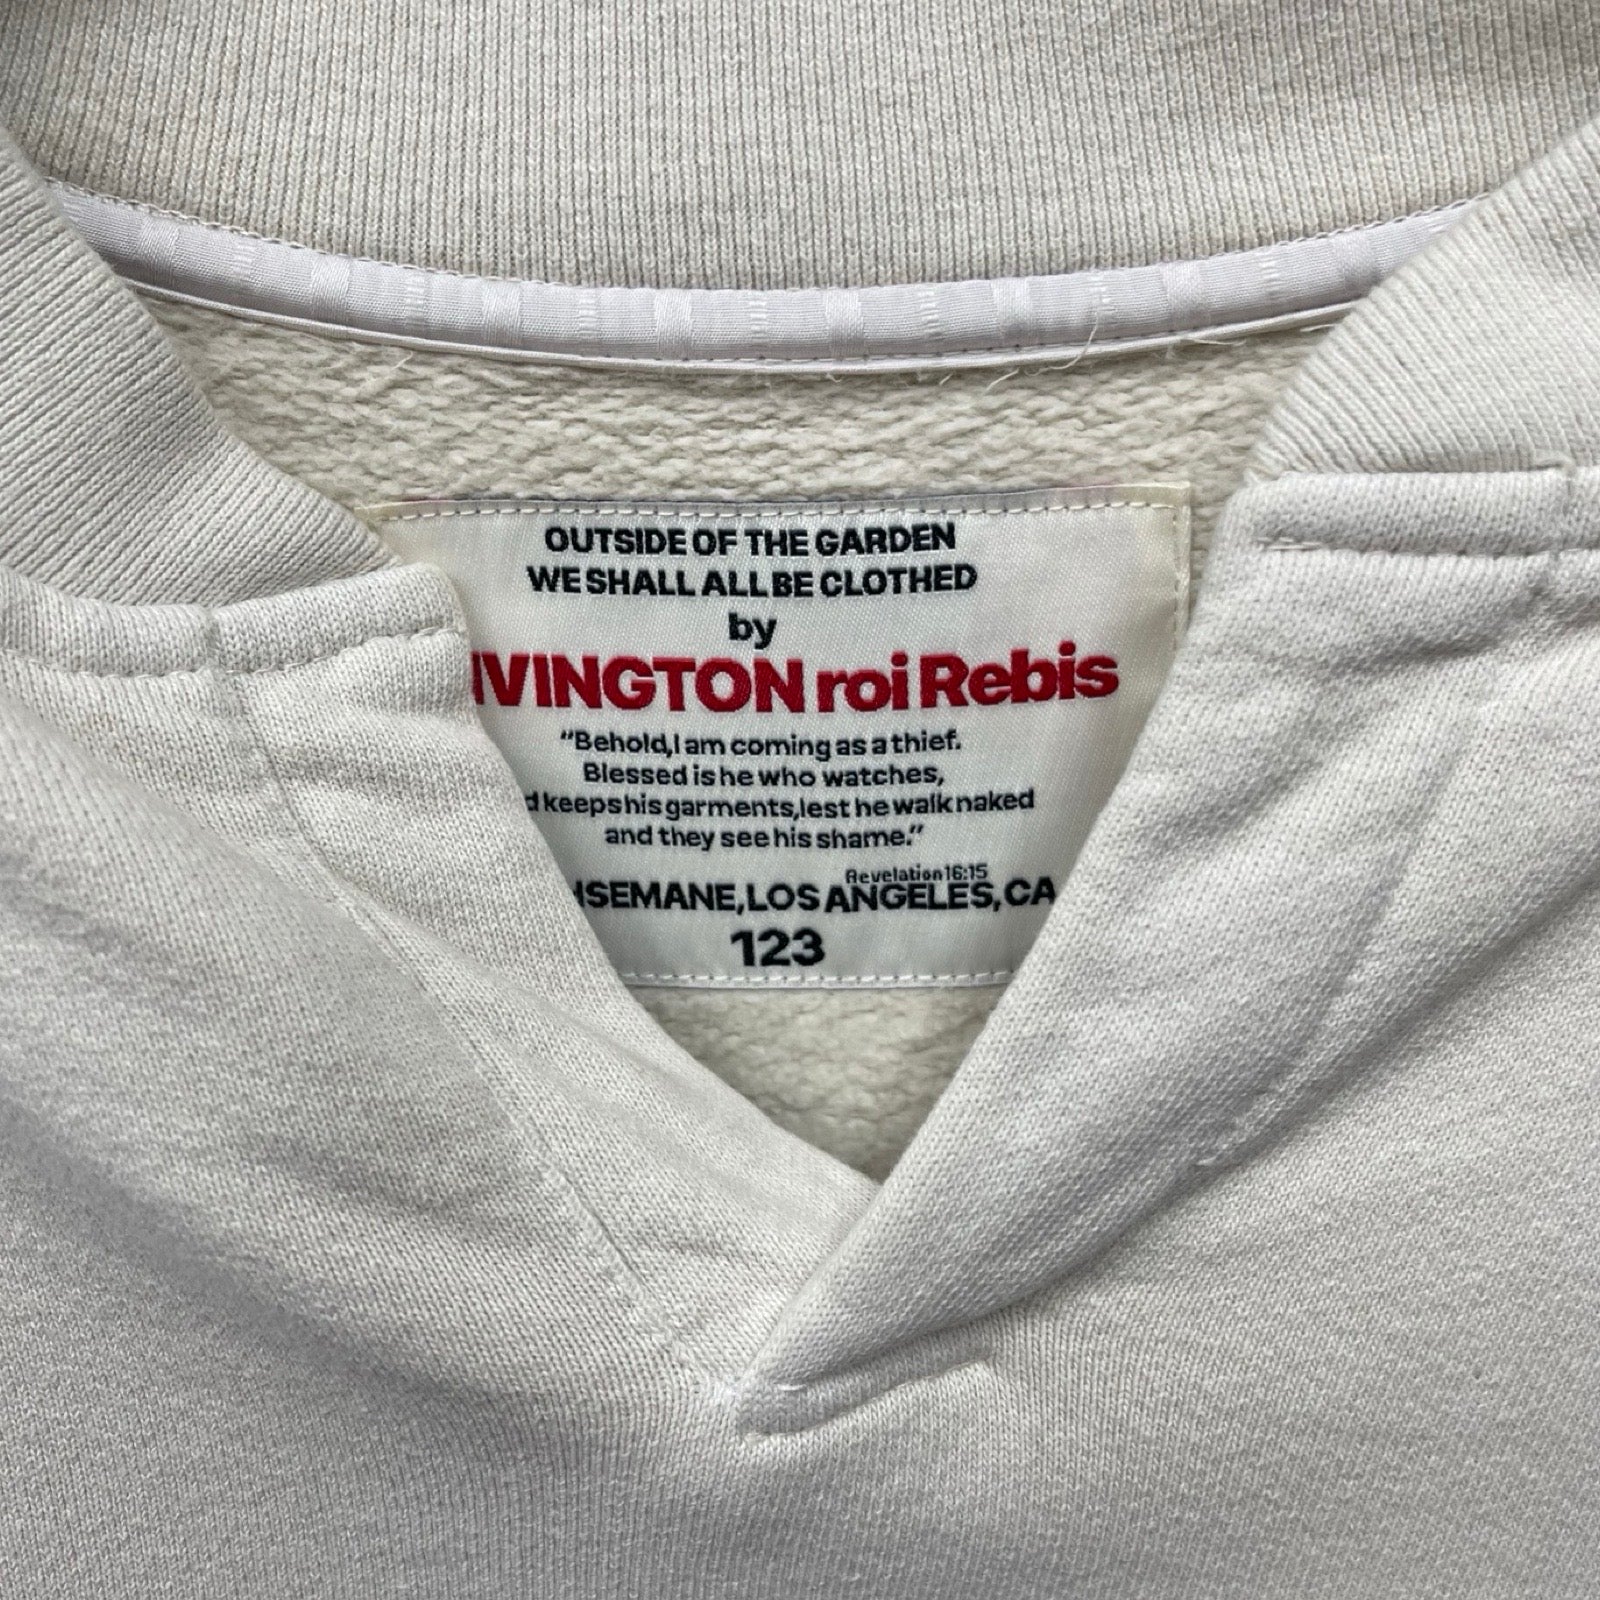 OUTSIDE OF THE GARDEN
WE SHALL ALL BE CLOTHED
by
IVINGTON roi Rebis
“Behold, I am coming as a thief.
Blessed is he who watches,
d keeps his garments, lest he walk naked
and they see his shame.”
Revelation 16:15
HSEMANE, LOS ANGELES, CA
123